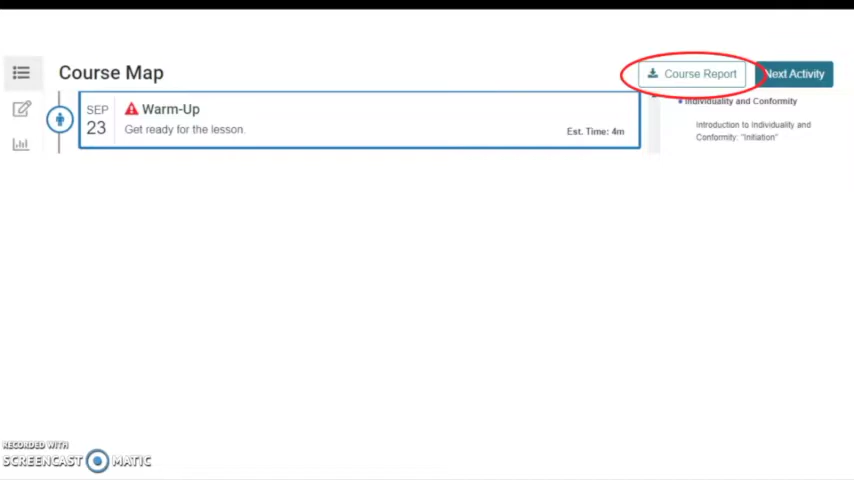 Course Map
Course Report
Next Activity
SEP
23
Warm-Up
Get ready for the lesson.
Est. Time: 4m
Individuality and Conformity
Introduction to Individuality and
Conformity: "Initiation"
RECORDED WITH
SCREENCAST MATIC